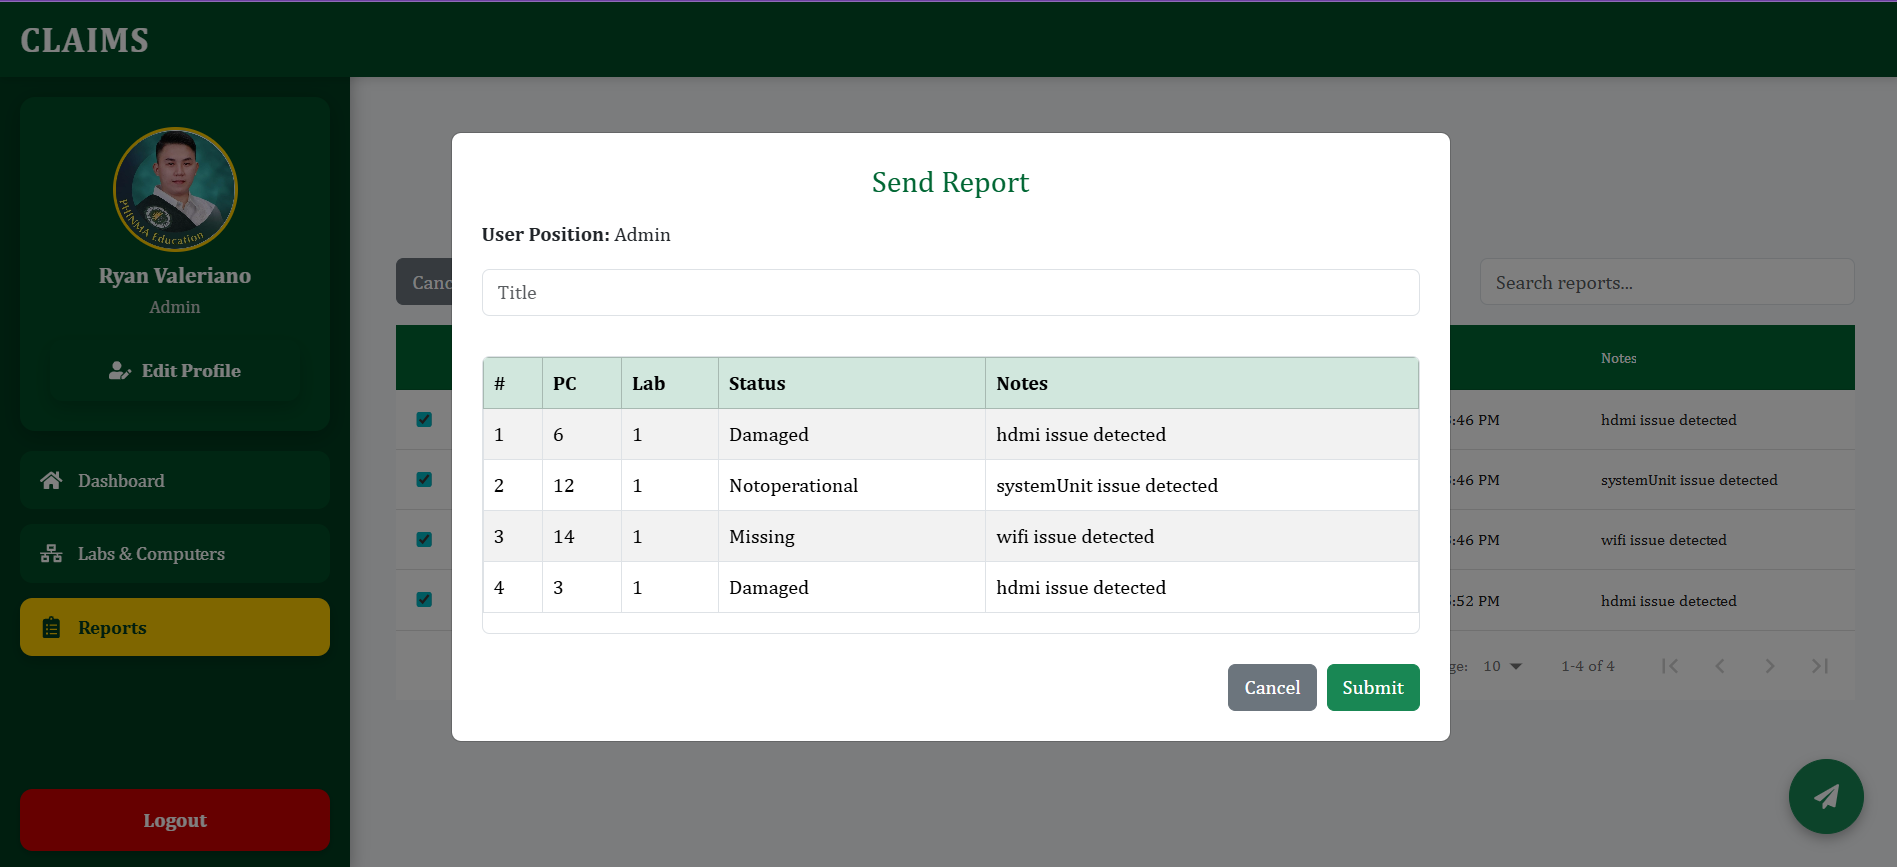 CLAIMS
PHINMA Education
Ryan Valeriano
Admin
Edit Profile
Dashboard
Labs & Computers
Reports
Logout
Send Report
User Position: Admin
Title
# PC Lab Status Notes
1 6 1 Damaged hdmi issue detected
2 12 1 Notoperational systemUnit issue detected
3 14 1 Missing wifi issue detected
4 3 1 Damaged hdmi issue detected
Cancel Submit
Search reports...
Notes
:46 PM hdmi issue detected
:46 PM systemUnit issue detected
:46 PM wifi issue detected
:52 PM hdmi issue detected
10 1-4 of 4